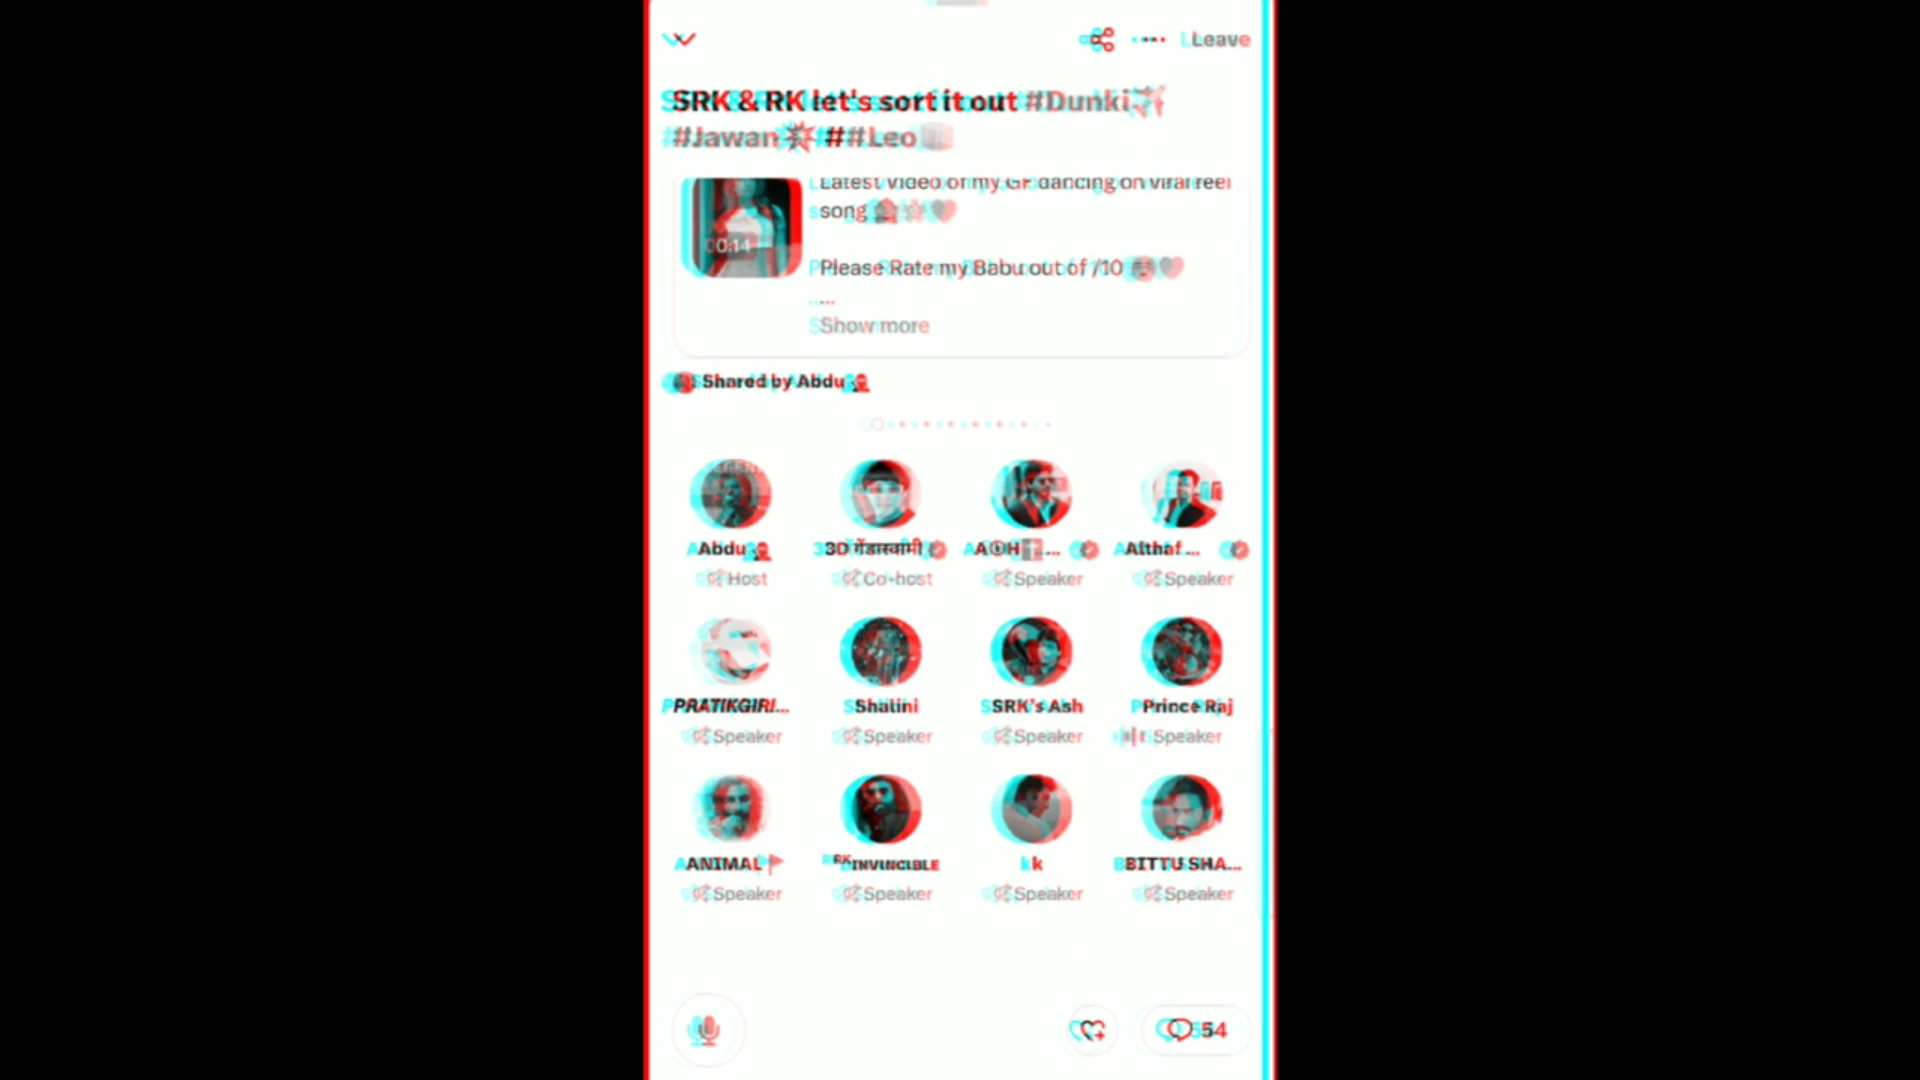 Leave
SRK & RK let's sort it out #Dunki✈️
#Jawan💥 ##Leo
Latest Video of my GF dancing on viral reel
song
00:14
Please Rate my Babu out of /10
...
Show more
Shared by Abdu
Abdu 3D गेंडास्वामी Althaf ...
Host Co-host Speaker Speaker
PRATIKGIRI... Shalini SRK's Ash Prince Raj
Speaker Speaker Speaker Speaker
ANIMAL🚩 RK INVINCIBLE k BITTU SHA...
Speaker Speaker Speaker Speaker
54